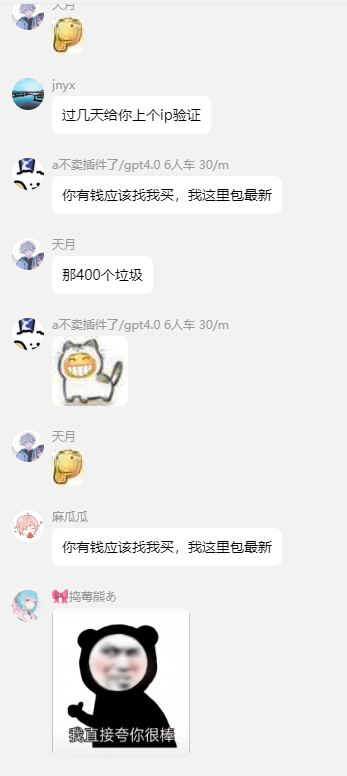 天月
jnyx
过几天给你上个ip验证
a不卖插件了/gpt4.0 6人车 30/m
你有钱应该找我买，我这里包最新
天月
那400个垃圾
a不卖插件了/gpt4.0 6人车 30/m
天月
麻瓜瓜
你有钱应该找我买，我这里包最新
🎀捣莓熊あ
我直接夸你很棒